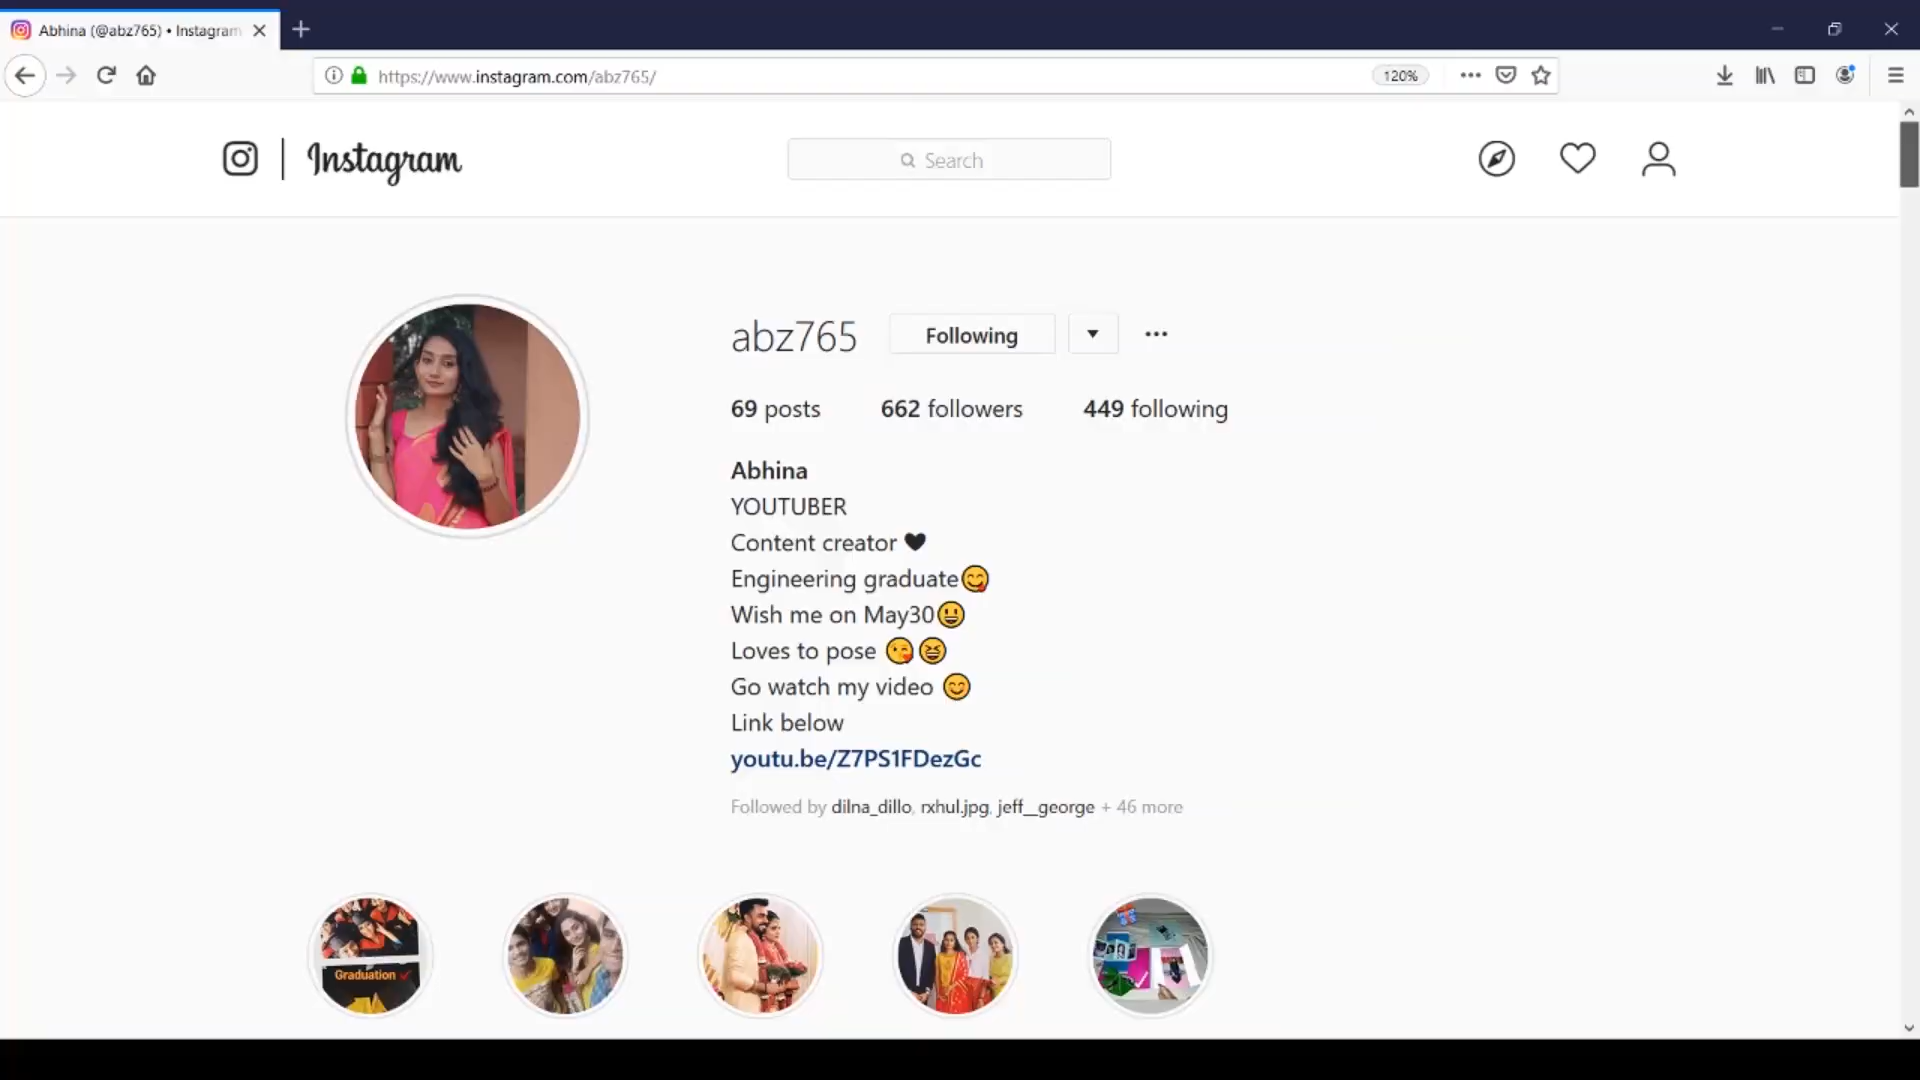 Abhina (@abz765) • Instagram
https://www.instagram.com/abz765/
120%
Instagram
Search
abz765
Following
69 posts
662 followers
449 following
Abhina
YOUTUBER
Content creator 🖤
Engineering graduate😋
Wish me on May30😃
Loves to pose 😘😆
Go watch my video 😊
Link below
youtu.be/Z7PS1FDezGc
Followed by dilna_dillo, rxhul.jpg, jeff__george + 46 more
Graduation ✓